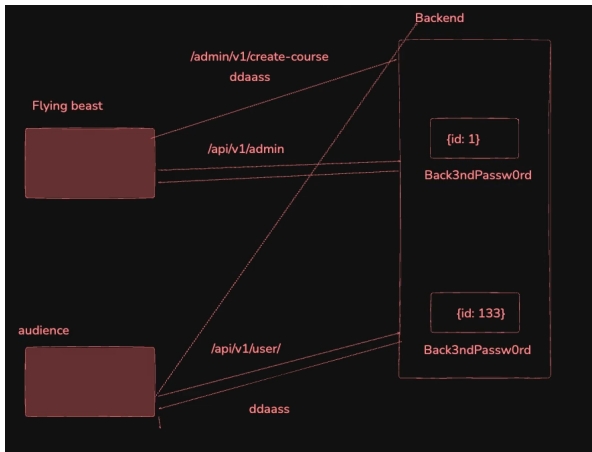 Backend
/admin/v1/create-course
ddaass
Flying beast
/api/v1/admin
{id: 1}
Back3ndPassw0rd
{id: 133}
audience
/api/v1/user/
Back3ndPassw0rd
ddaass